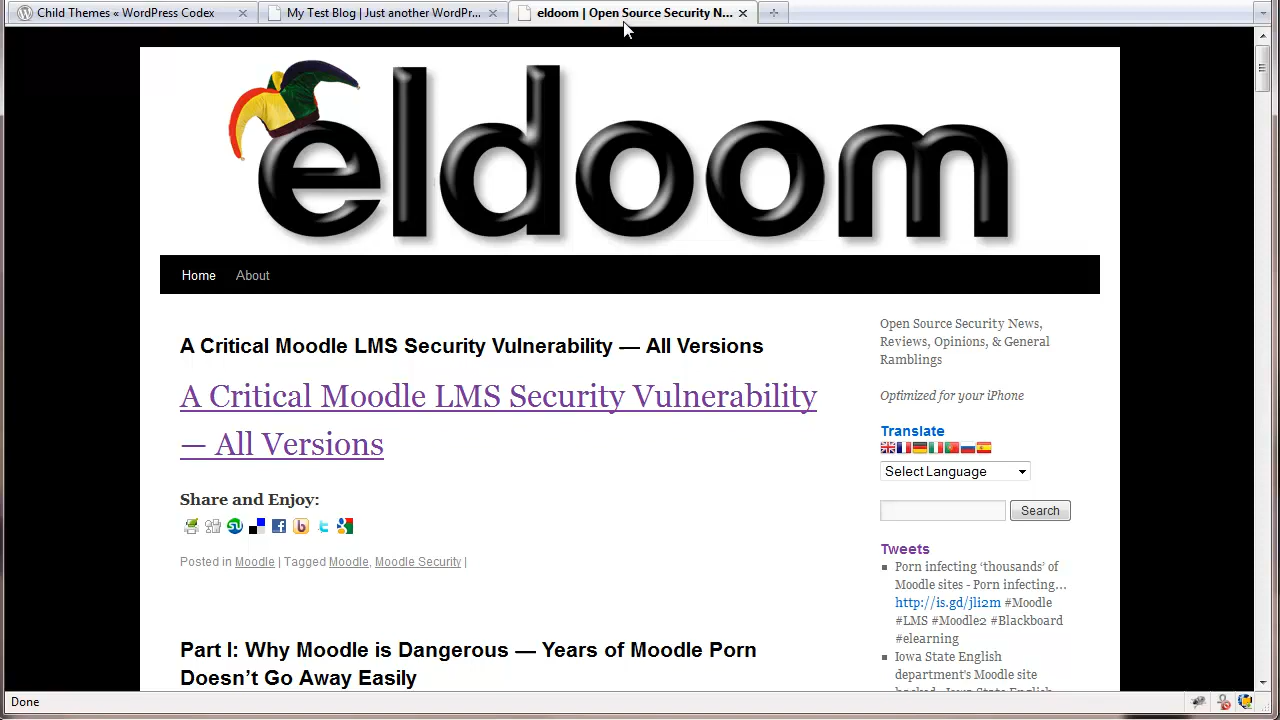 Child Themes « WordPress Codex
My Test Blog | Just another WordPr...
eldoom | Open Source Security N...
eldoom
Home
About
A Critical Moodle LMS Security Vulnerability — All Versions
A Critical Moodle LMS Security Vulnerability
— All Versions
Share and Enjoy:
Posted in Moodle | Tagged Moodle, Moodle Security |
Part I: Why Moodle is Dangerous — Years of Moodle Porn
Doesn’t Go Away Easily
Open Source Security News,
Reviews, Opinions, & General
Ramblings
Optimized for your iPhone
Translate
Select Language
Search
Tweets
Porn infecting ‘thousands’ of
Moodle sites - Porn infecting...
http://is.gd/jli2m #Moodle
#LMS #Moodle2 #Blackboard
#elearning
Iowa State English
department's Moodle site
hacked - Iowa State English
Done